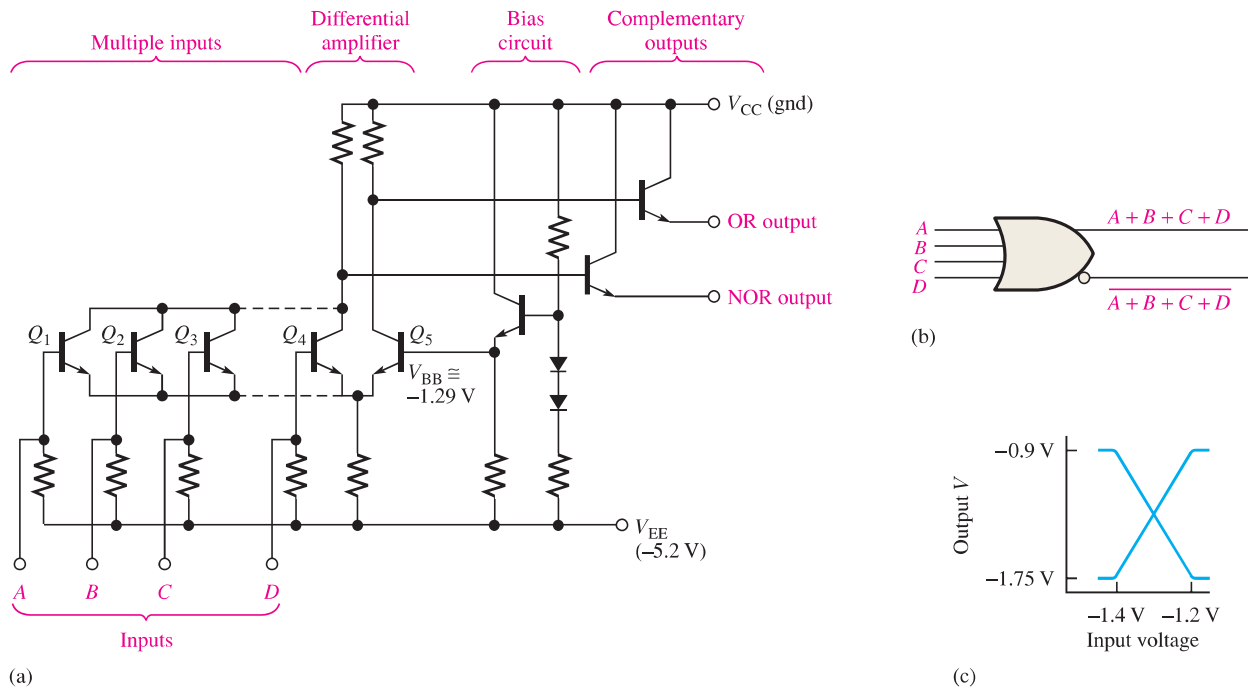 Multiple inputs
Differential
amplifier
Bias
circuit
Complementary
outputs
V_CC (gnd)
OR output
NOR output
Q_1
Q_2
Q_3
Q_4
Q_5
V_BB ≅
−1.29 V
V_EE
(−5.2 V)
A
B
C
D
Inputs
(a)
A
B
C
D
A + B + C + D
\overline{A + B + C + D}
(b)
Output V
−0.9 V
−1.75 V
−1.4 V −1.2 V
Input voltage
(c)